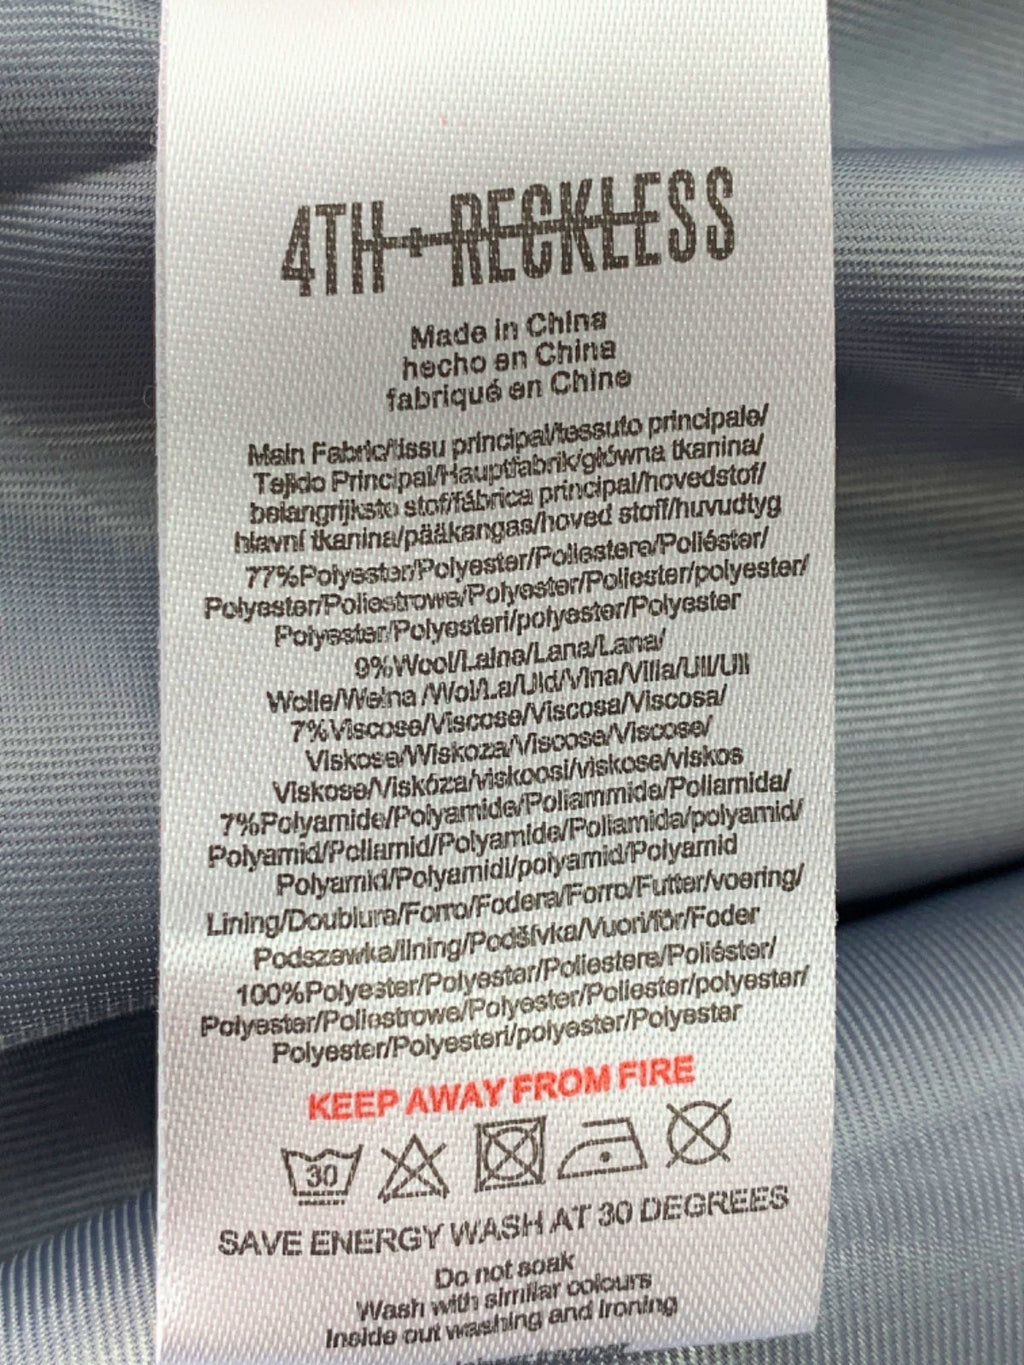 4TH + RECKLESS
Made in China
hecho en China
fabriqué en Chine
Main Fabric/tissu principal/tessuto principale/
Tejido Principal/Hauptfabrik/główna tkanina/
belangrijkste stof/fábrica principal/hovedstof/
hlavní tkanina/pääkangas/hoved stoff/huvudtyg
77%Polyester/Polyester/Poliestere/Poliéster/
Polyester/Poliestrowe/Polyester/Poliester/polyester/
Polyester/Polyesteri/polyester/Polyester
9%Wool/Laine/Lana/Lana/
Wolle/Wełna /Wol/La/Uld/Vlna/Villa/Ull/Ull
7%Viscose/Viscose/Viscosa/Viscosa/
Viskose/Wiskoza/Viscose/Viscose/
Viskose/Viskóza/viskoosi/viskose/viskos
7%Polyamide/Polyamide/Poliammide/Poliamida/
Polyamid/Poliamid/Polyamide/Poliamida/polyamid/
Polyamid/Polyamidi/polyamid/Polyamid
Lining/Doublure/Forro/Fodera/Forro/Futter/voering/
Podszewka/lining/Podšívka/Vuori/fôr/Foder
100%Polyester/Polyester/Poliestere/Poliéster/
Polyester/Poliestrowe/Polyester/Poliester/polyester/
Polyester/Polyesteri/polyester/Polyester
KEEP AWAY FROM FIRE
30
SAVE ENERGY WASH AT 30 DEGREES
Do not soak
Wash with similar colours
Inside out washing and ironing